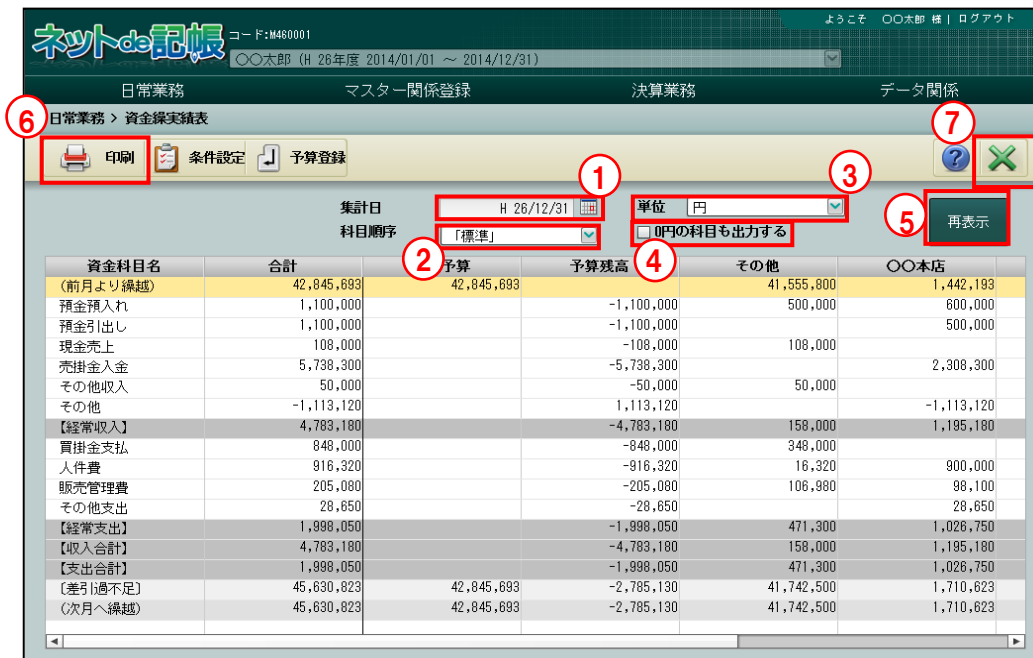 ようこそ 〇〇太郎 様 | ログアウト
ネットde記帳 コード:M460001
〇〇太郎 (H 26年度 2014/01/01 ～ 2014/12/31)
日常業務 マスター関係登録 決算業務 データ関係
⑥ 日常業務 > 資金繰実績表 ⑦
印刷 条件設定 予算登録 ?
① ③
集計日 H 26/12/31 単位 円 ⑤ 再表示
科目順序 「標準」 0円の科目も出力する
② ④
資金科目名 合計 予算 予算残高 その他 〇〇本店
(前月より繰越) 42,845,693 42,845,693 41,555,800 1,442,193
預金預入れ 1,100,000 -1,100,000 500,000 600,000
預金引出し 1,100,000 -1,100,000 500,000
現金売上 108,000 -108,000 108,000
売掛金入金 5,738,300 -5,738,300 2,308,300
その他収入 50,000 -50,000 50,000
その他 -1,113,120 1,113,120 -1,113,120
【経常収入】 4,783,180 -4,783,180 158,000 1,195,180
買掛金支払 848,000 -848,000 348,000
人件費 916,320 -916,320 16,320 900,000
販売管理費 205,080 -205,080 106,980 98,100
その他支出 28,650 -28,650 28,650
【経常支出】 1,998,050 -1,998,050 471,300 1,026,750
【収入合計】 4,783,180 -4,783,180 158,000 1,195,180
【支出合計】 1,998,050 -1,998,050 471,300 1,026,750
〔差引過不足〕 45,630,823 42,845,693 -2,785,130 41,742,500 1,710,623
(次月へ繰越) 45,630,823 42,845,693 -2,785,130 41,742,500 1,710,623